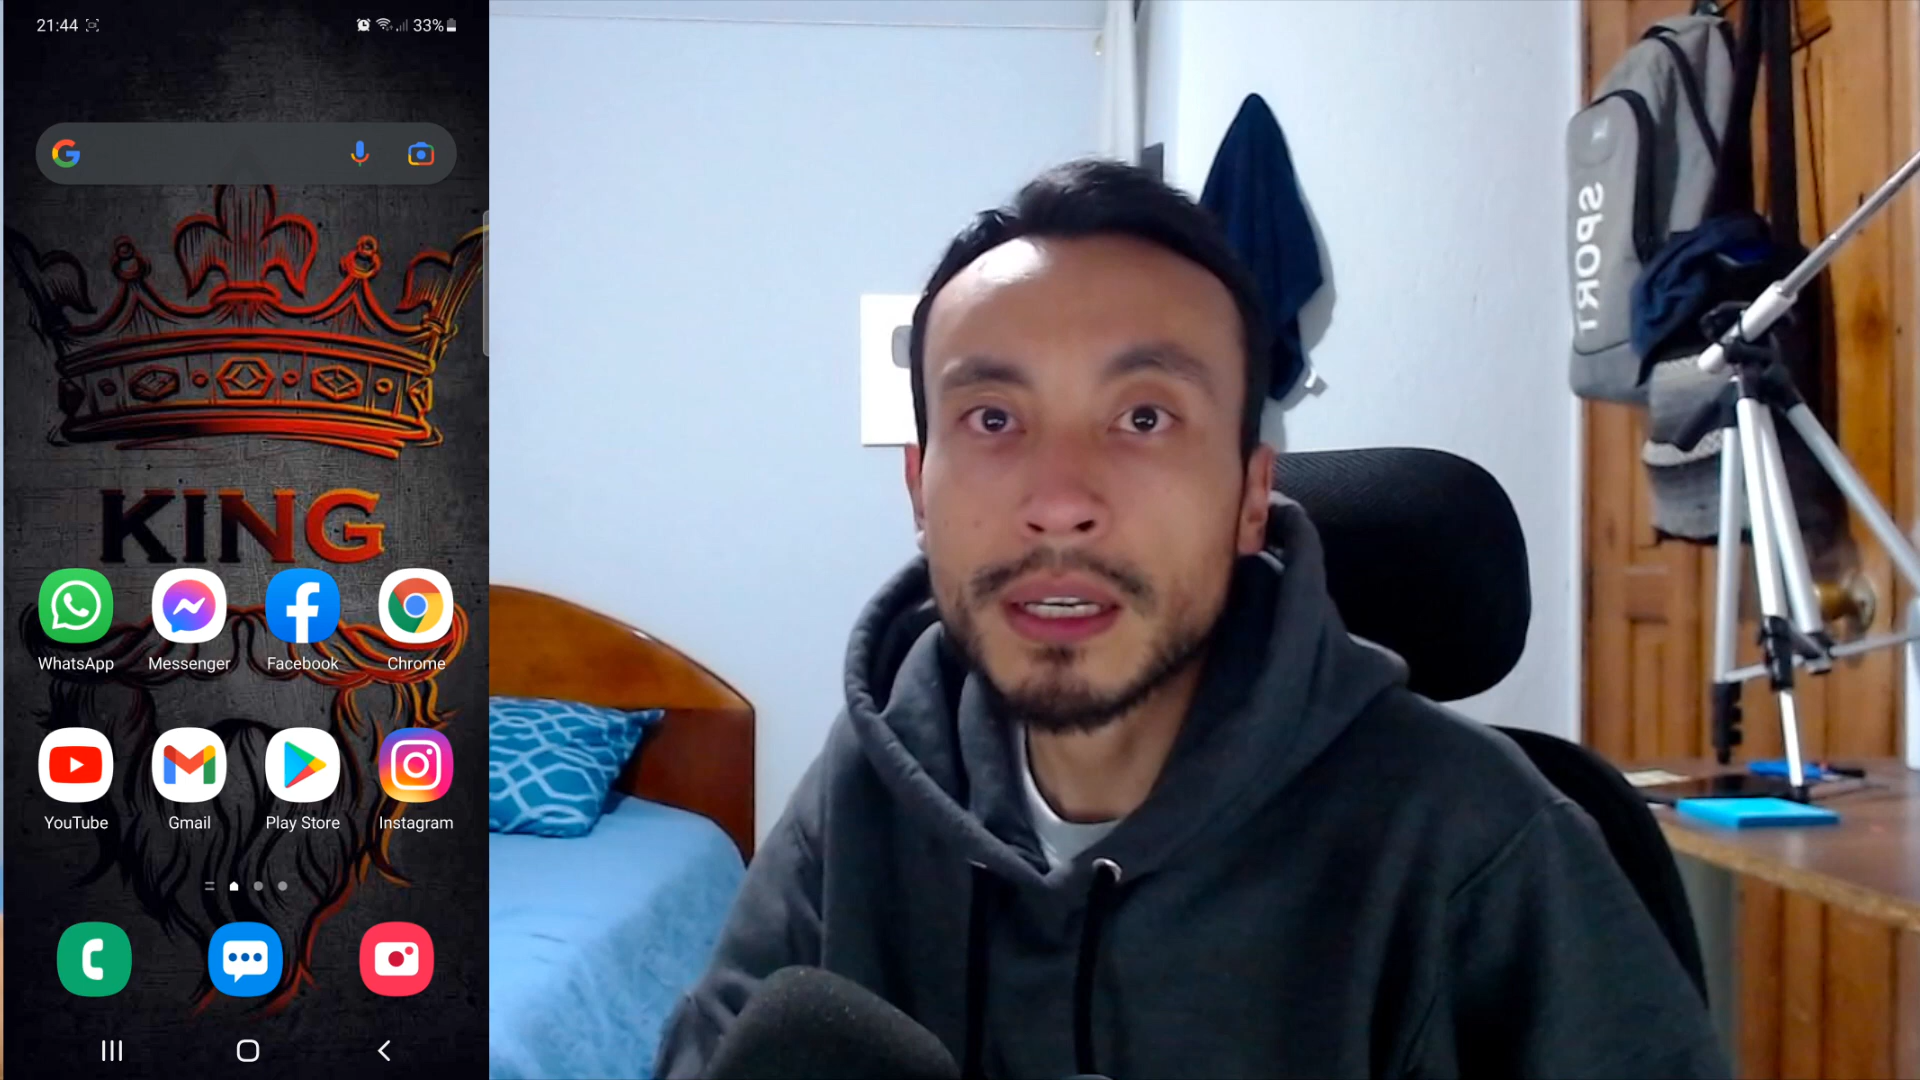 21:44
33%
KING
WhatsApp
Messenger
Facebook
Chrome
YouTube
Gmail
Play Store
Instagram
SPORT